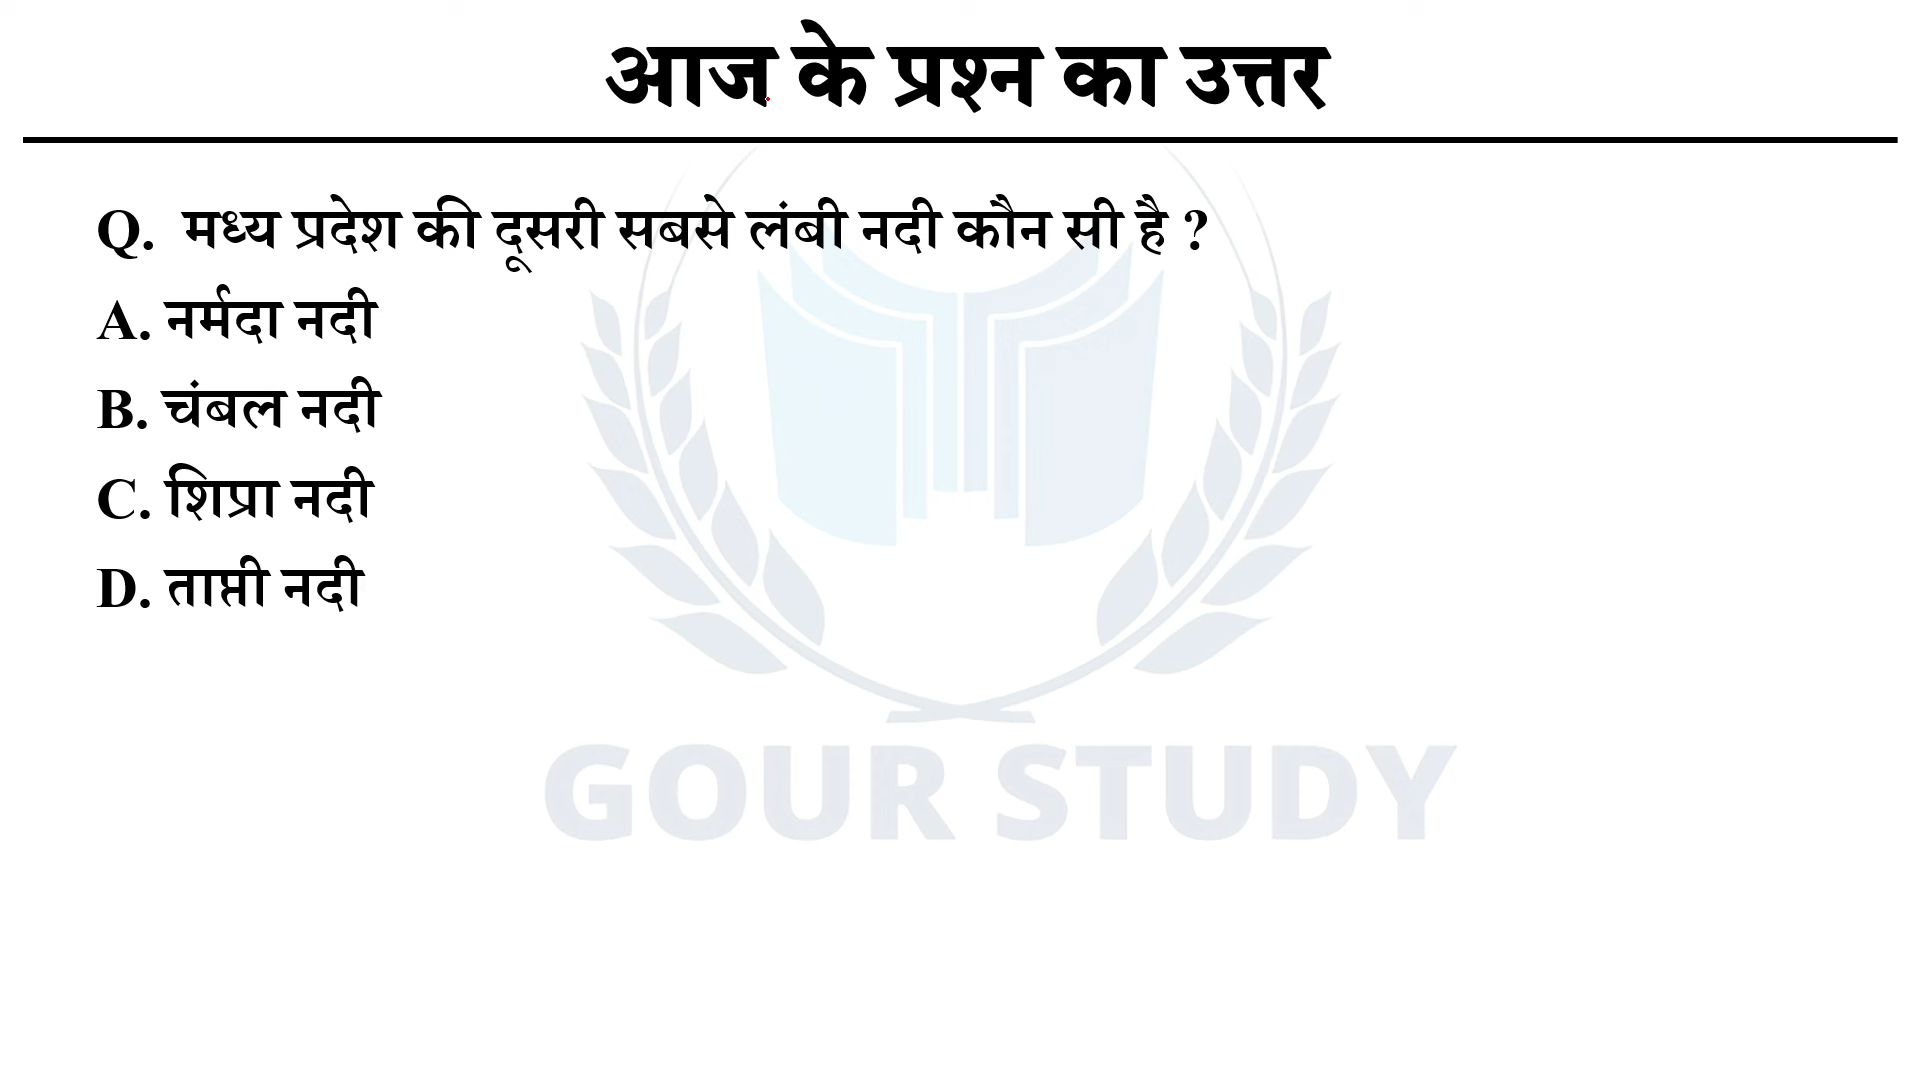 आज के प्रश्न का उत्तर
Q. मध्य प्रदेश की दूसरी सबसे लंबी नदी कौन सी है ?
A. नर्मदा नदी
B. चंबल नदी
C. शिप्रा नदी
D. ताप्ती नदी
GOUR STUDY